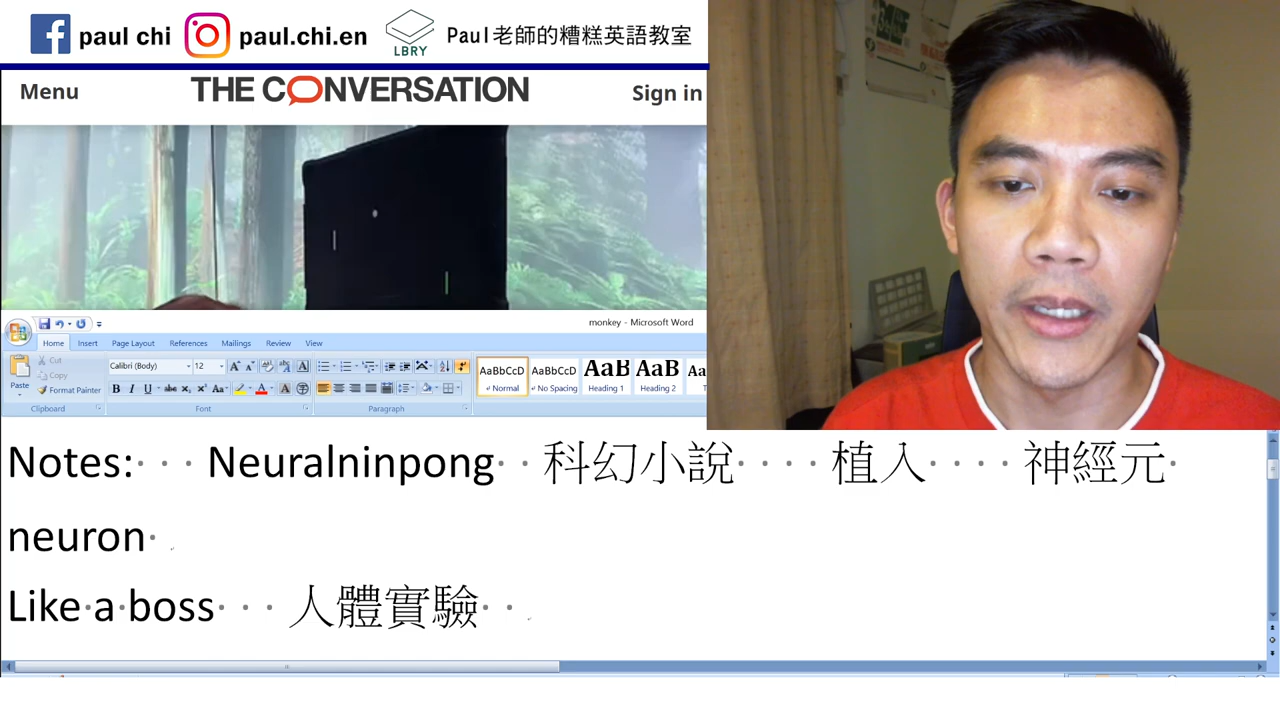 paul chi paul.chi.en LBRY Paul老師的糟糕英語教室
Menu THE CONVERSATION Sign in
monkey - Microsoft Word
Home Insert Page Layout References Mailings Review View
Paste Cut Calibri (Body) 12 AaBbCcD AaBbCcD AaB AaB Aa
Copy
Format Painter Normal No Spacing Heading 1 Heading 2 T
Clipboard Font Paragraph
Notes: Neuralninpong 科幻小說 植入 神經元
neuron
Like a boss 人體實驗